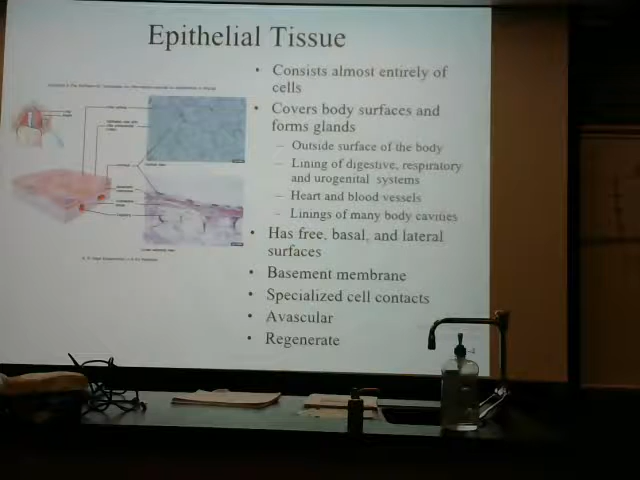 Epithelial Tissue
• Consists almost entirely of
cells
• Covers body surfaces and
forms glands
– Outside surface of the body
– Lining of digestive, respiratory
and urogenital systems
– Heart and blood vessels
– Linings of many body cavities
• Has free, basal, and lateral
surfaces
• Basement membrane
• Specialized cell contacts
• Avascular
• Regenerate